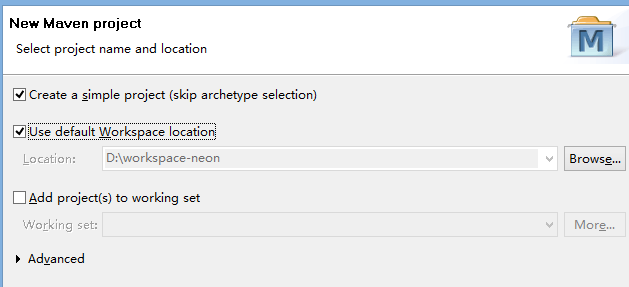 New Maven project
Select project name and location
M
Create a simple project (skip archetype selection)
Use default Workspace location
Location: D:\workspace-neon Browse...
Add project(s) to working set
Working set: More...
Advanced